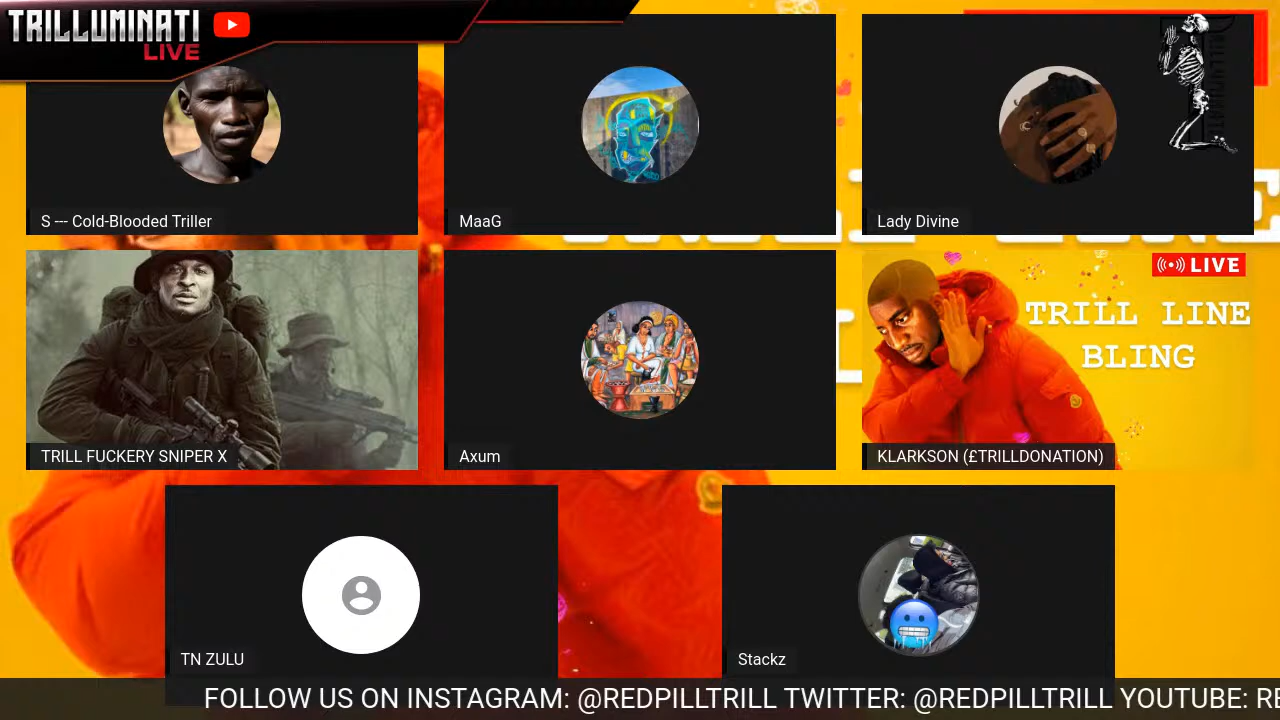 TRILLUMINATI
LIVE
S --- Cold-Blooded Triller
MaaG
Lady Divine
TRILL FUCKERY SNIPER X
Axum
LIVE
TRILL LINE
BLING
KLARKSON (£TRILLDONATION)
TN ZULU
Stackz
FOLLOW US ON INSTAGRAM: @REDPILLTRILL TWITTER: @REDPILLTRILL YOUTUBE: RE